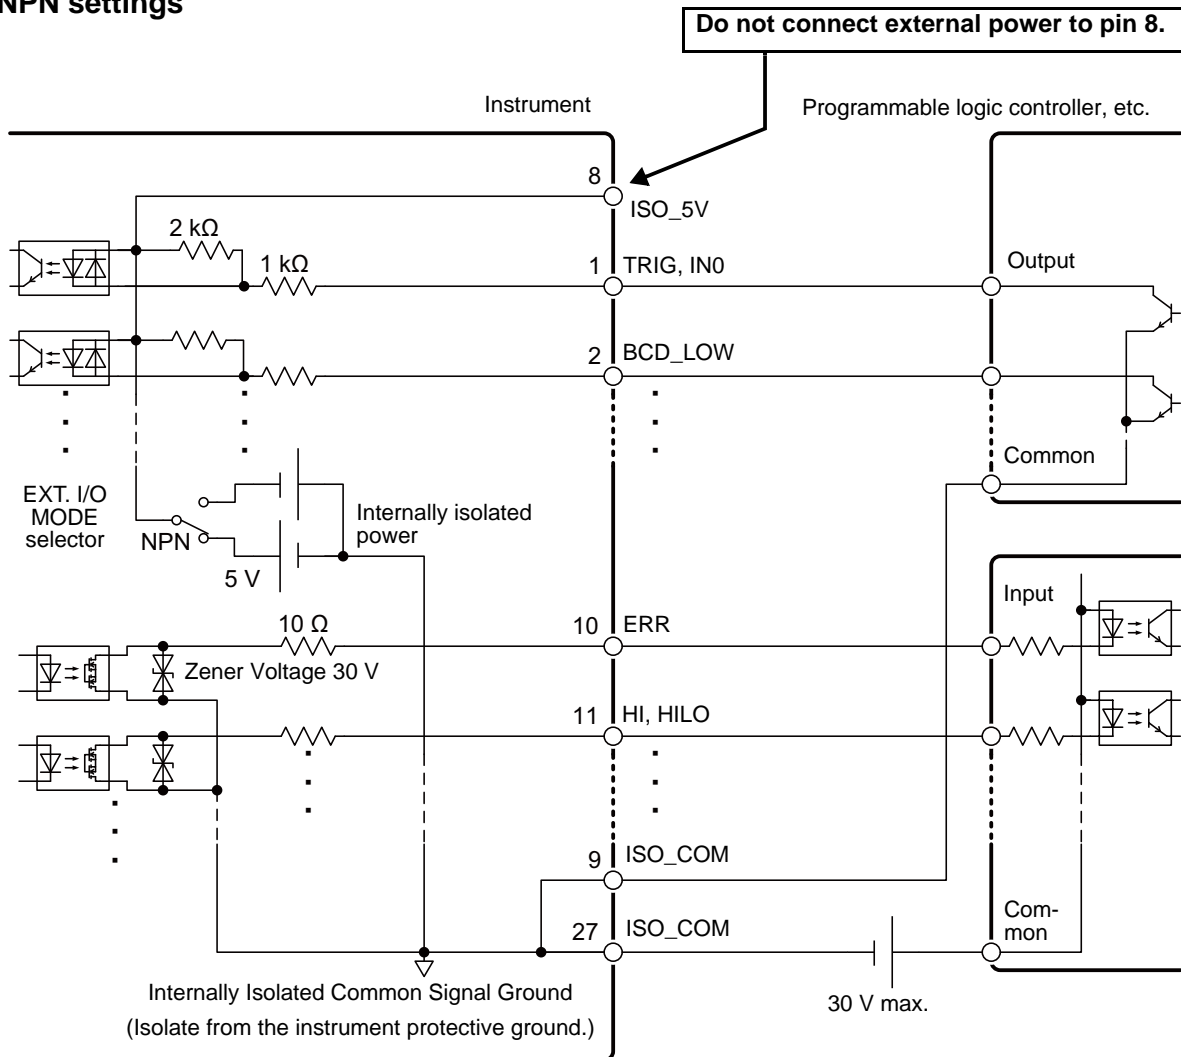 NPN settings
Do not connect external power to pin 8.
Instrument
Programmable logic controller, etc.
8
ISO_5V
2 kΩ
1 kΩ
1
TRIG, IN0
Output
2
BCD_LOW
Common
EXT. I/O
MODE
selector
NPN
Internally isolated
power
5 V
Input
10 Ω
10
ERR
Zener Voltage 30 V
11
HI, HILO
9
ISO_COM
Com-
mon
27
ISO_COM
Internally Isolated Common Signal Ground
(Isolate from the instrument protective ground.)
30 V max.